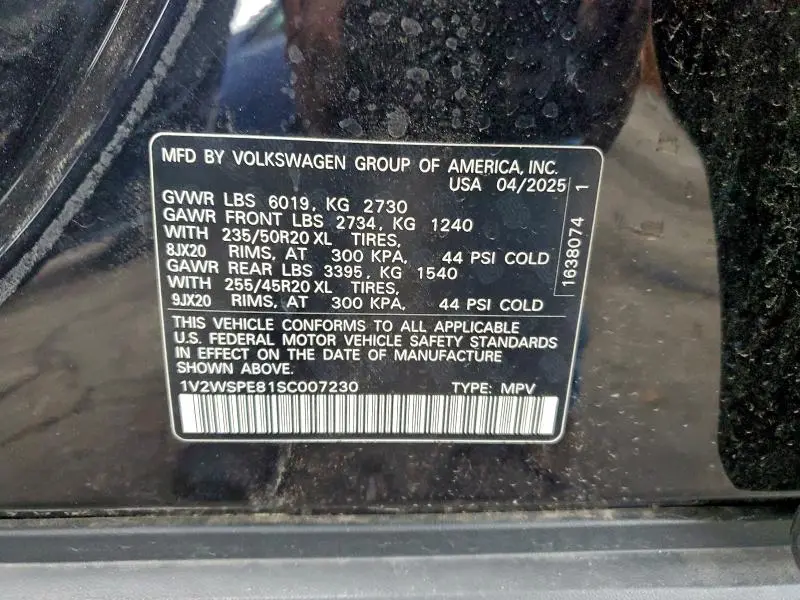 MFD BY VOLKSWAGEN GROUP OF AMERICA, INC.
USA 04/2025
GVWR LBS 6019, KG 2730
GAWR FRONT LBS 2734, KG 1240
WITH 235/50R20 XL TIRES,
8JX20 RIMS, AT 300 KPA, 44 PSI COLD
GAWR REAR LBS 3395, KG 1540
WITH 255/45R20 XL TIRES,
9JX20 RIMS, AT 300 KPA, 44 PSI COLD
THIS VEHICLE CONFORMS TO ALL APPLICABLE
U.S. FEDERAL MOTOR VEHICLE SAFETY STANDARDS
IN EFFECT ON THE DATE OF MANUFACTURE
SHOWN ABOVE.
1V2WSPE81SC007230 TYPE: MPV
1638074 1